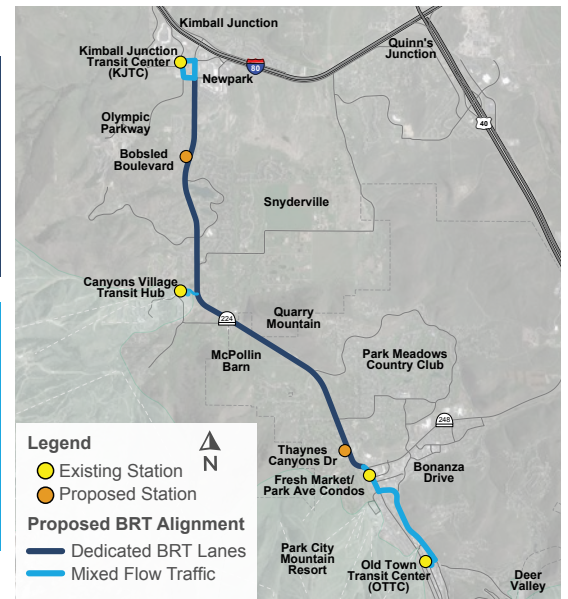 Kimball Junction
Kimball Junction
Transit Center
(KJTC)
Quinn's
Junction
80
Newpark
40
Olympic
Parkway
Bobsled
Boulevard
Snyderville
Canyons Village
Transit Hub
224
Quarry
Mountain
McPollin
Barn
Park Meadows
Country Club
248
Thaynes
Canyons Dr
Fresh Market/
Park Ave Condos
Bonanza
Drive
Park City
Mountain
Resort
Old Town
Transit Center
(OTTC)
Deer
Valley
Legend
N
Existing Station
Proposed Station
Proposed BRT Alignment
Dedicated BRT Lanes
Mixed Flow Traffic